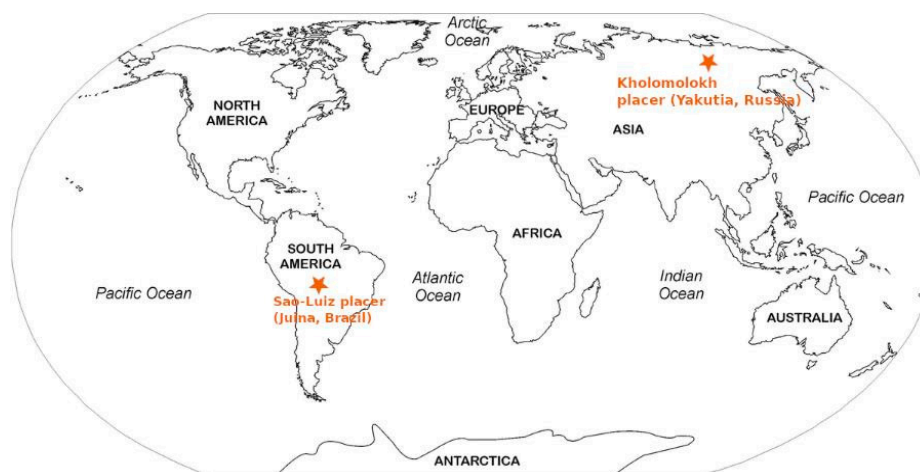 Arctic
Ocean
Kholomolokh
placer (Yakutia, Russia)
NORTH
AMERICA
EUROPE
ASIA
Pacific Ocean
AFRICA
SOUTH
AMERICA
Atlantic
Ocean
Indian
Ocean
Pacific Ocean
Sao-Luiz placer
(Juina, Brazil)
AUSTRALIA
ANTARCTICA